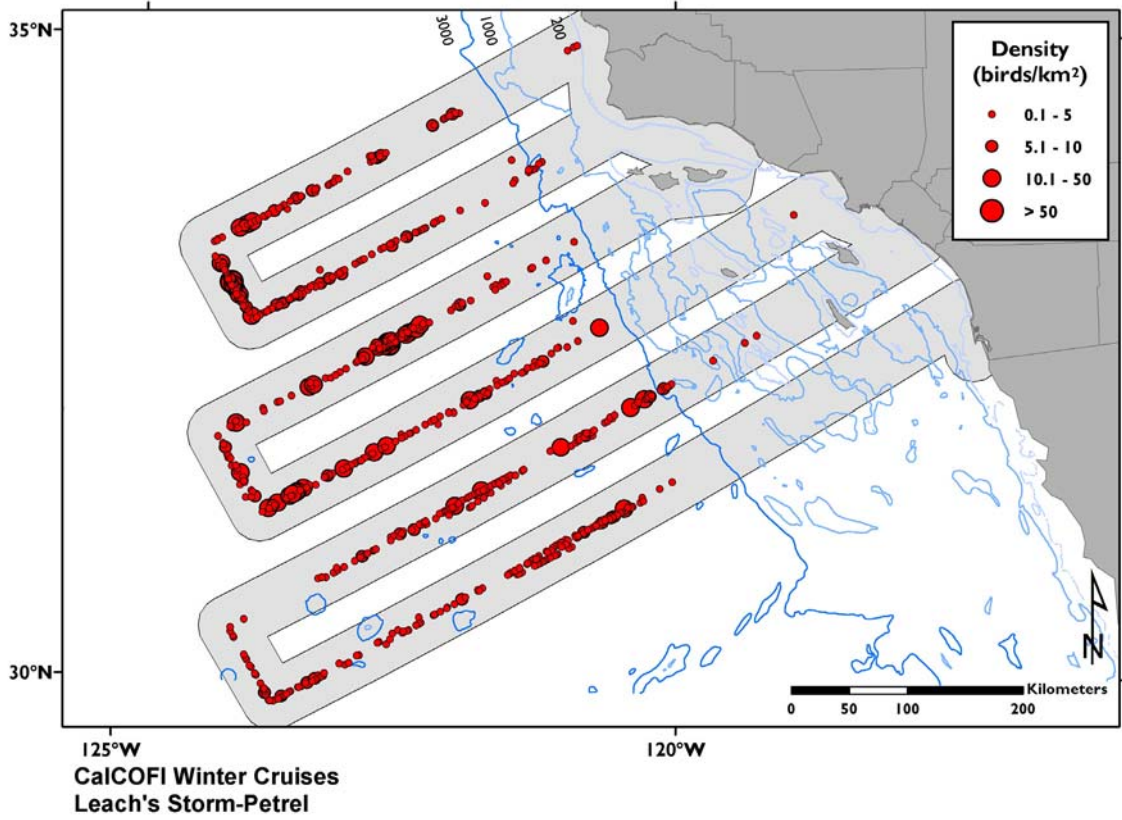 35°N
3000
1000
200
Density
(birds/km²)
0.1 - 5
5.1 - 10
10.1 - 50
> 50
30°N
N
Kilometers
0 50 100 200
125°W 120°W
CalCOFI Winter Cruises
Leach's Storm-Petrel